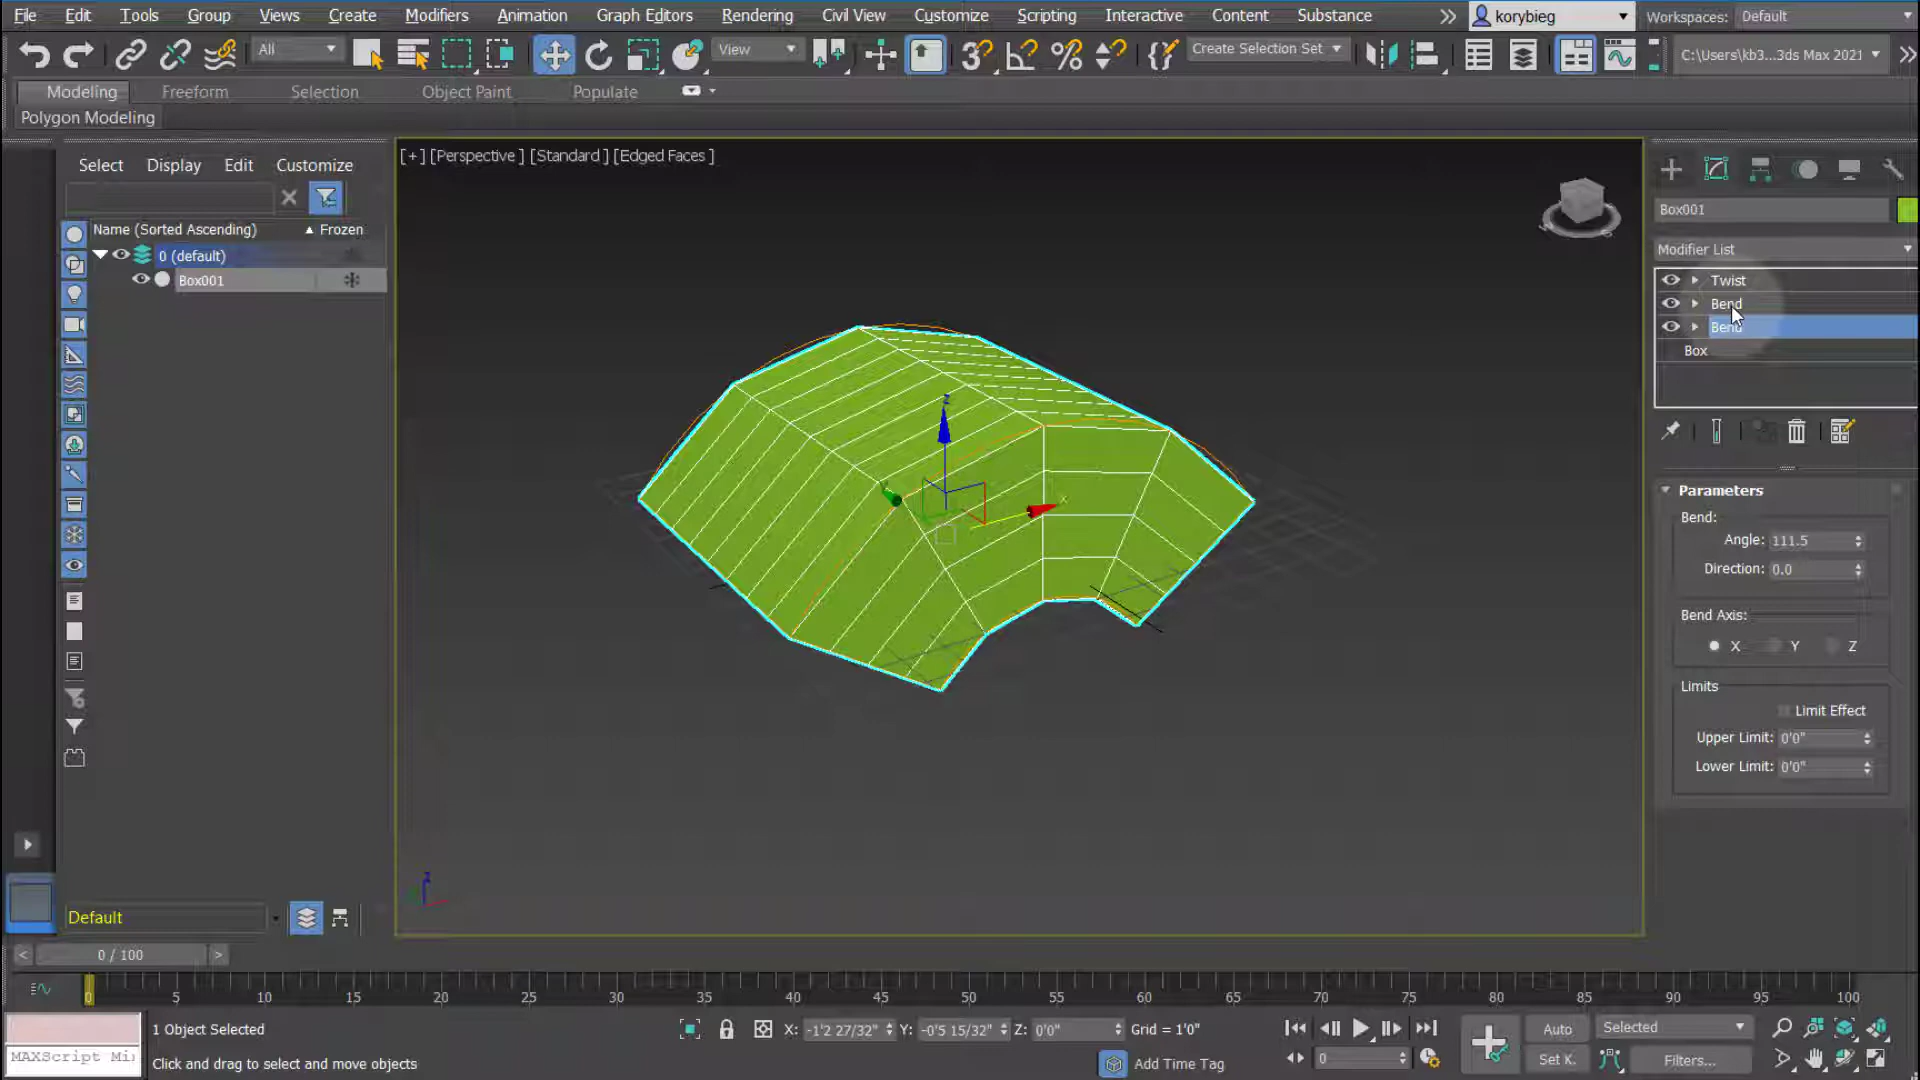 File Edit Tools Group Views Create Modifiers Animation Graph Editors Rendering Civil View Customize Scripting Interactive Content Substance korybieg Workspaces: Default
All View Create Selection Set C:\Users\kb3...3ds Max 2021
Modeling Freeform Selection Object Paint Populate
Polygon Modeling
Select Display Edit Customize
Name (Sorted Ascending) Frozen
0 (default)
Box001
[+] [Perspective] [Standard] [Edged Faces]
z
x
z
Box001
Modifier List
Twist
Bend
Bend
Box
Parameters
Bend:
Angle: 111.5
Direction: 0.0
Bend Axis:
X Y Z
Limits
Limit Effect
Upper Limit: 0'0"
Lower Limit: 0'0"
Default
< 0 / 100 >
0 5 10 15 20 25 30 35 40 45 50 55 60 65 70 75 80 85 90 95 100
1 Object Selected X: -1'2 27/32" Y: -0'5 15/32" Z: 0'0" Grid = 1'0" Auto Selected
MAXScript Mi: Click and drag to select and move objects Add Time Tag 0 Set K. Filters...